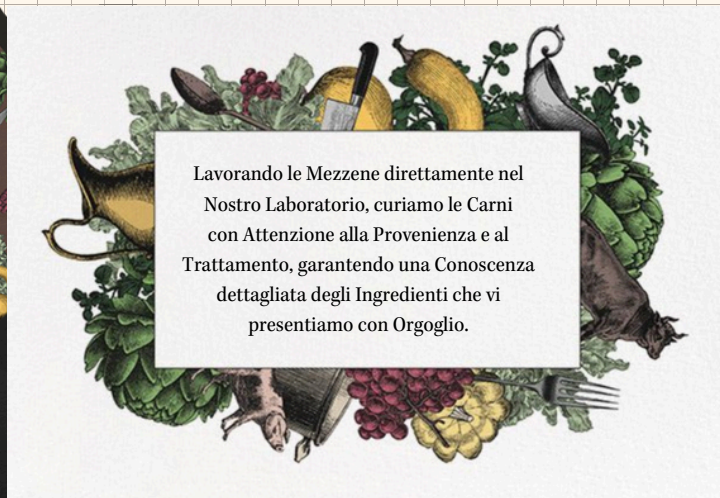 Lavorando le Mezzene direttamente nel
Nostro Laboratorio, curiamo le Carni
con Attenzione alla Provenienza e al
Trattamento, garantendo una Conoscenza
dettagliata degli Ingredienti che vi
presentiamo con Orgoglio.